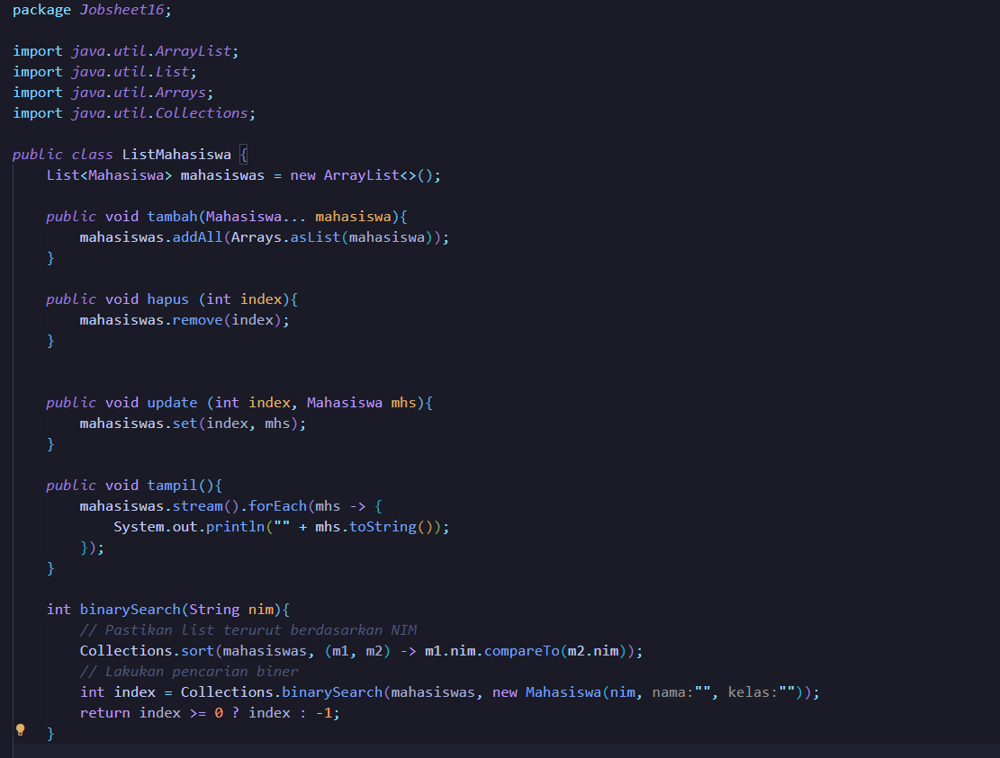 package Jobsheet16;
import java.util.ArrayList;
import java.util.List;
import java.util.Arrays;
import java.util.Collections;
public class ListMahasiswa {
    List<Mahasiswa> mahasiswas = new ArrayList<>();
    public void tambah(Mahasiswa... mahasiswa){
        mahasiswas.addAll(Arrays.asList(mahasiswa));
    }
    public void hapus (int index){
        mahasiswas.remove(index);
    }
    public void update (int index, Mahasiswa mhs){
        mahasiswas.set(index, mhs);
    }
    public void tampil(){
        mahasiswas.stream().forEach(mhs -> {
            System.out.println("" + mhs.toString());
        });
    }
    int binarySearch(String nim){
        // Pastikan list terurut berdasarkan NIM
        Collections.sort(mahasiswas, (m1, m2) -> m1.nim.compareTo(m2.nim));
        // Lakukan pencarian biner
        int index = Collections.binarySearch(mahasiswas, new Mahasiswa(nim, nama:"", kelas:""));
        return index >= 0 ? index : -1;
    }